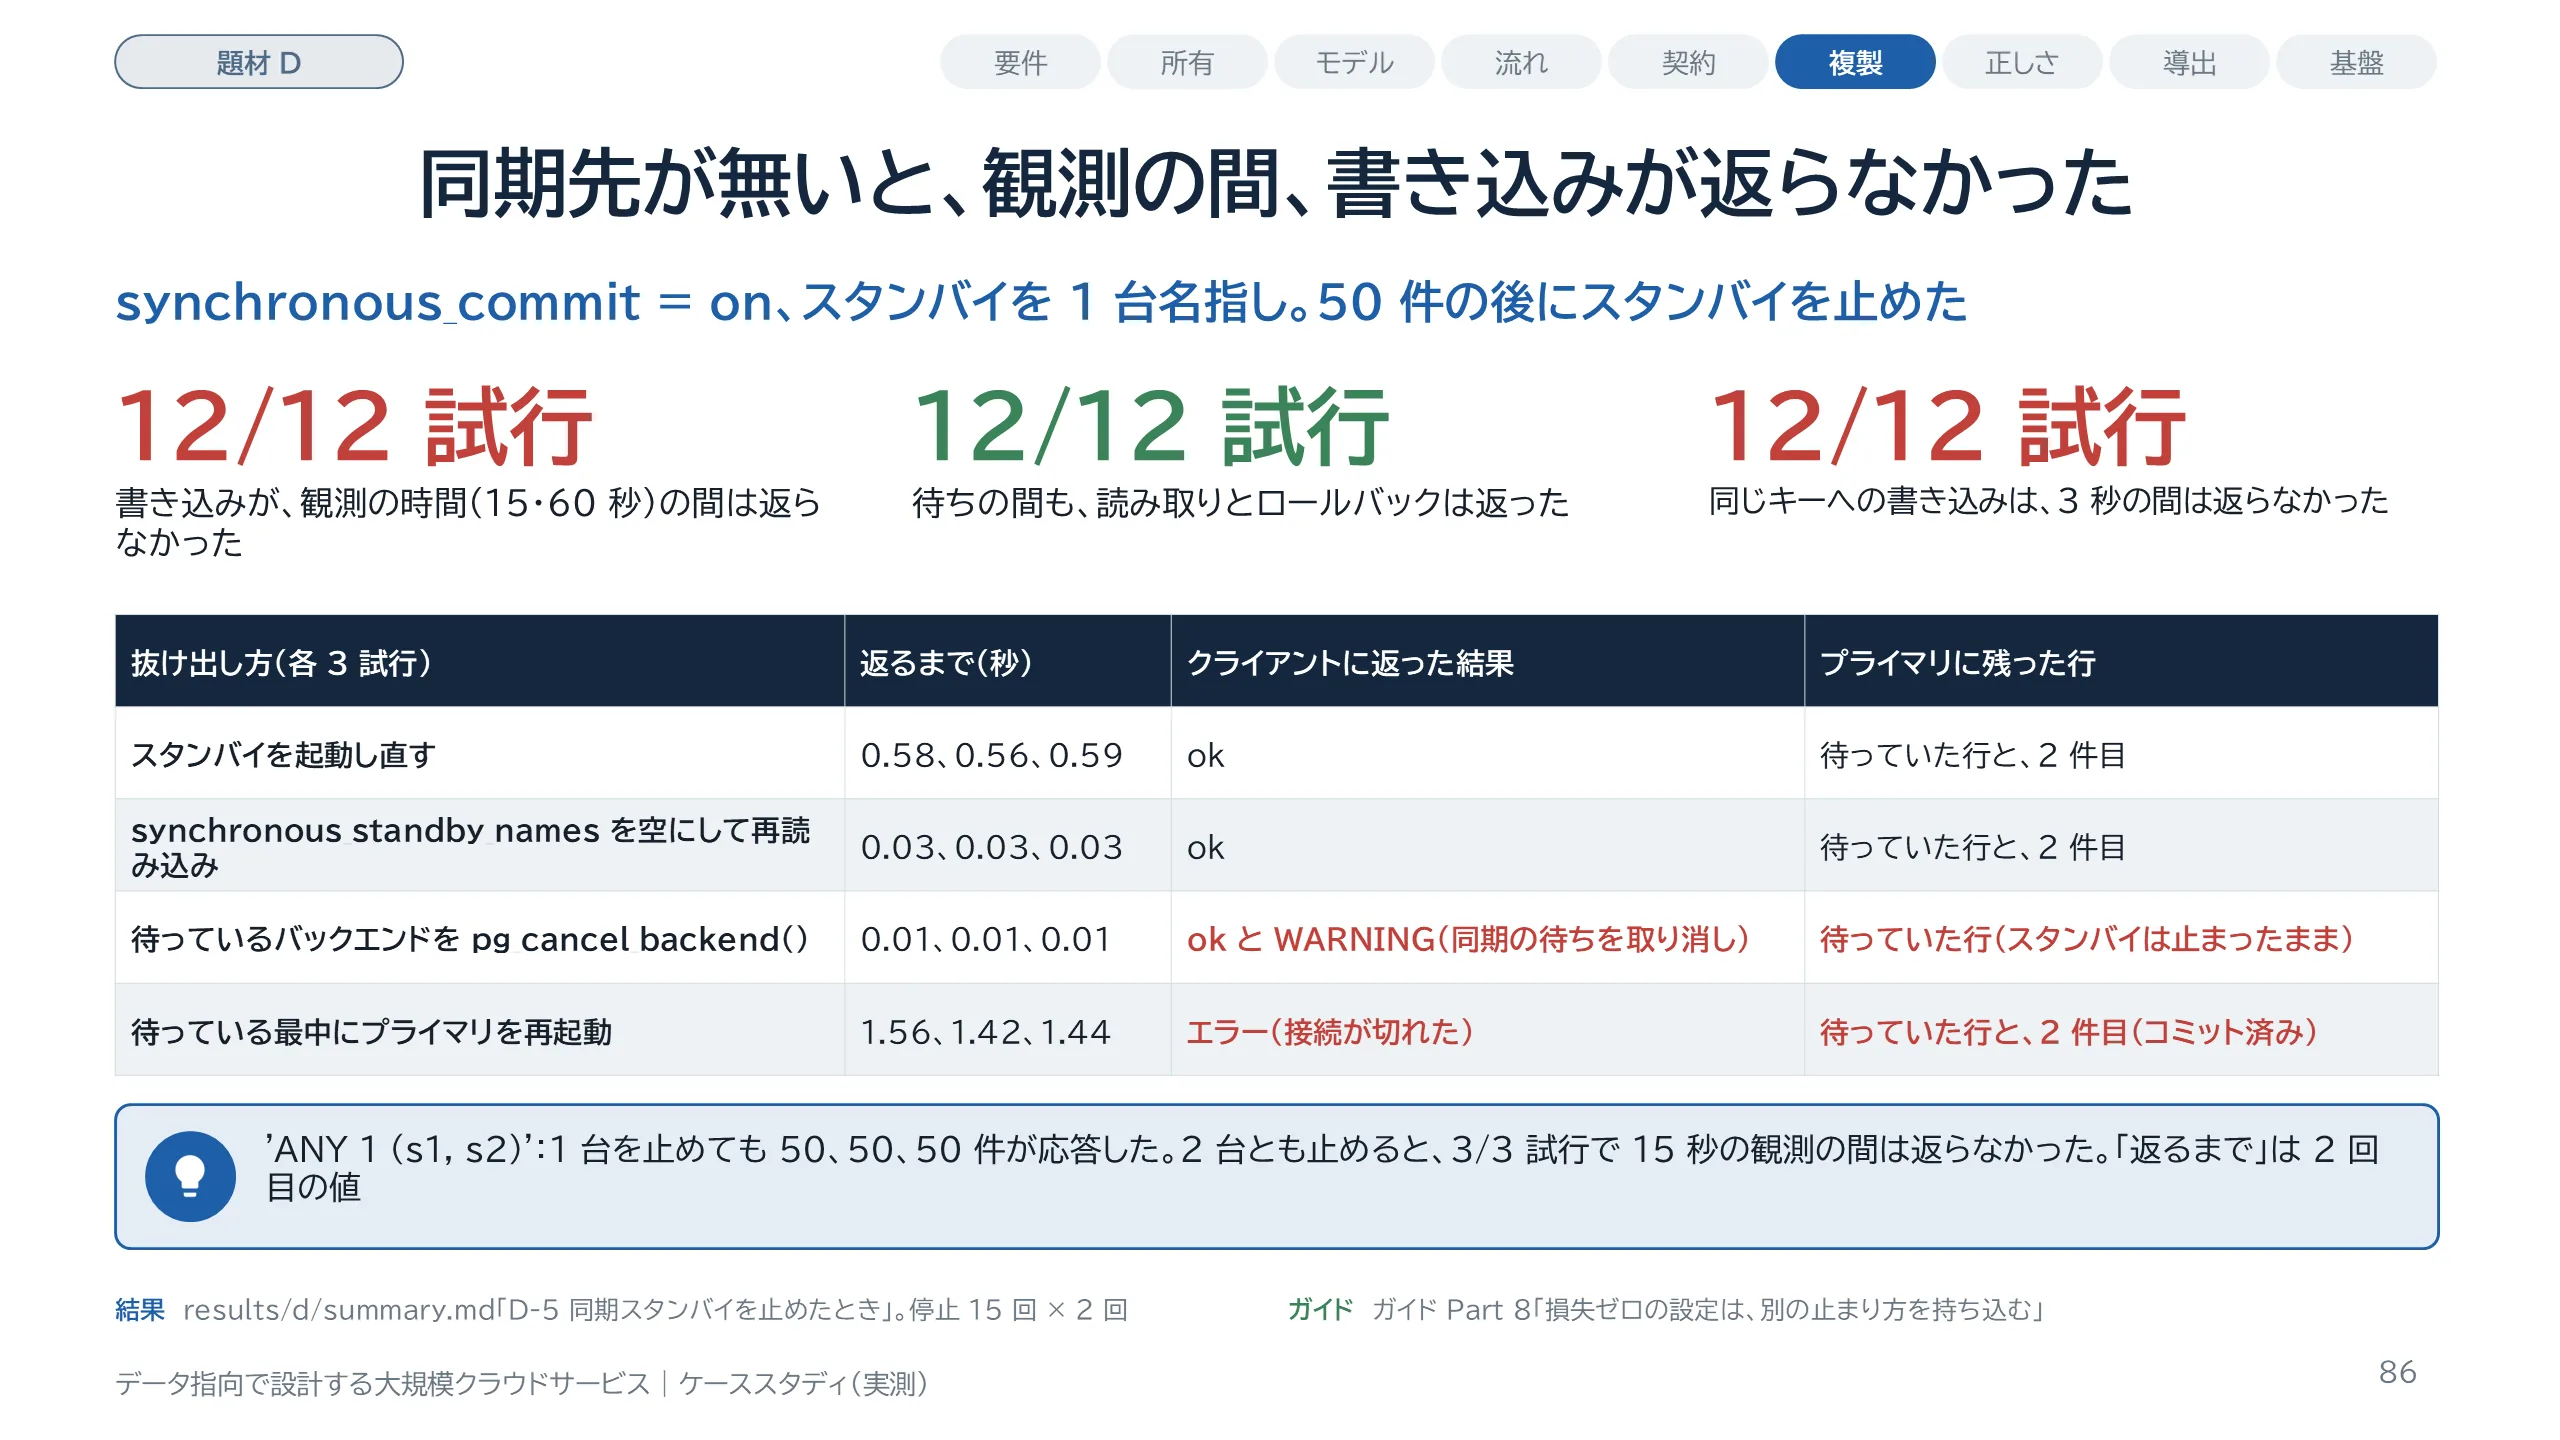 題材 D
要件 所有 モデル 流れ 契約 複製 正しさ 導出 基盤
同期先が無いと、観測の間、書き込みが返らなかった
synchronous_commit = on、スタンバイを 1 台名指し。50 件の後にスタンバイを止めた
12/12 試行
書き込みが、観測の時間(15・60 秒)の間は返ら
なかった
12/12 試行
待ちの間も、読み取りとロールバックは返った
12/12 試行
同じキーへの書き込みは、3 秒の間は返らなかった
抜け出し方(各 3 試行) 返るまで(秒) クライアントに返った結果 プライマリに残った行
スタンバイを起動し直す 0.58、0.56、0.59 ok 待っていた行と、2 件目
synchronous_standby_names を空にして再読
み込み 0.03、0.03、0.03 ok 待っていた行と、2 件目
待っているバックエンドを pg_cancel_backend() 0.01、0.01、0.01 ok と WARNING(同期の待ちを取り消し) 待っていた行(スタンバイは止まったまま)
待っている最中にプライマリを再起動 1.56、1.42、1.44 エラー(接続が切れた) 待っていた行と、2 件目(コミット済み)
'ANY 1 (s1, s2)':1 台を止めても 50、50、50 件が応答した。2 台とも止めると、3/3 試行で 15 秒の観測の間は返らなかった。「返るまで」は 2 回
目の値
結果 results/d/summary.md「D-5 同期スタンバイを止めたとき」。停止 15 回 × 2 回
ガイド ガイド Part 8「損失ゼロの設定は、別の止まり方を持ち込む」
データ指向で設計する大規模クラウドサービス｜ケーススタディ(実測)
86